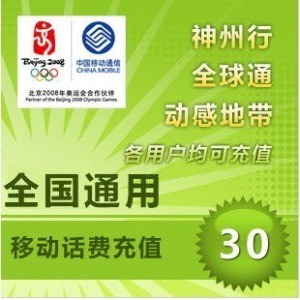 Beijing 2008
中国移动通信
CHINA MOBILE
北京2008年奥运会合作伙伴
Partner of the Beijing 2008 Olympic Games
神州行
全球通
动感地带
各用户均可充值
全国通用
移动话费充值
30